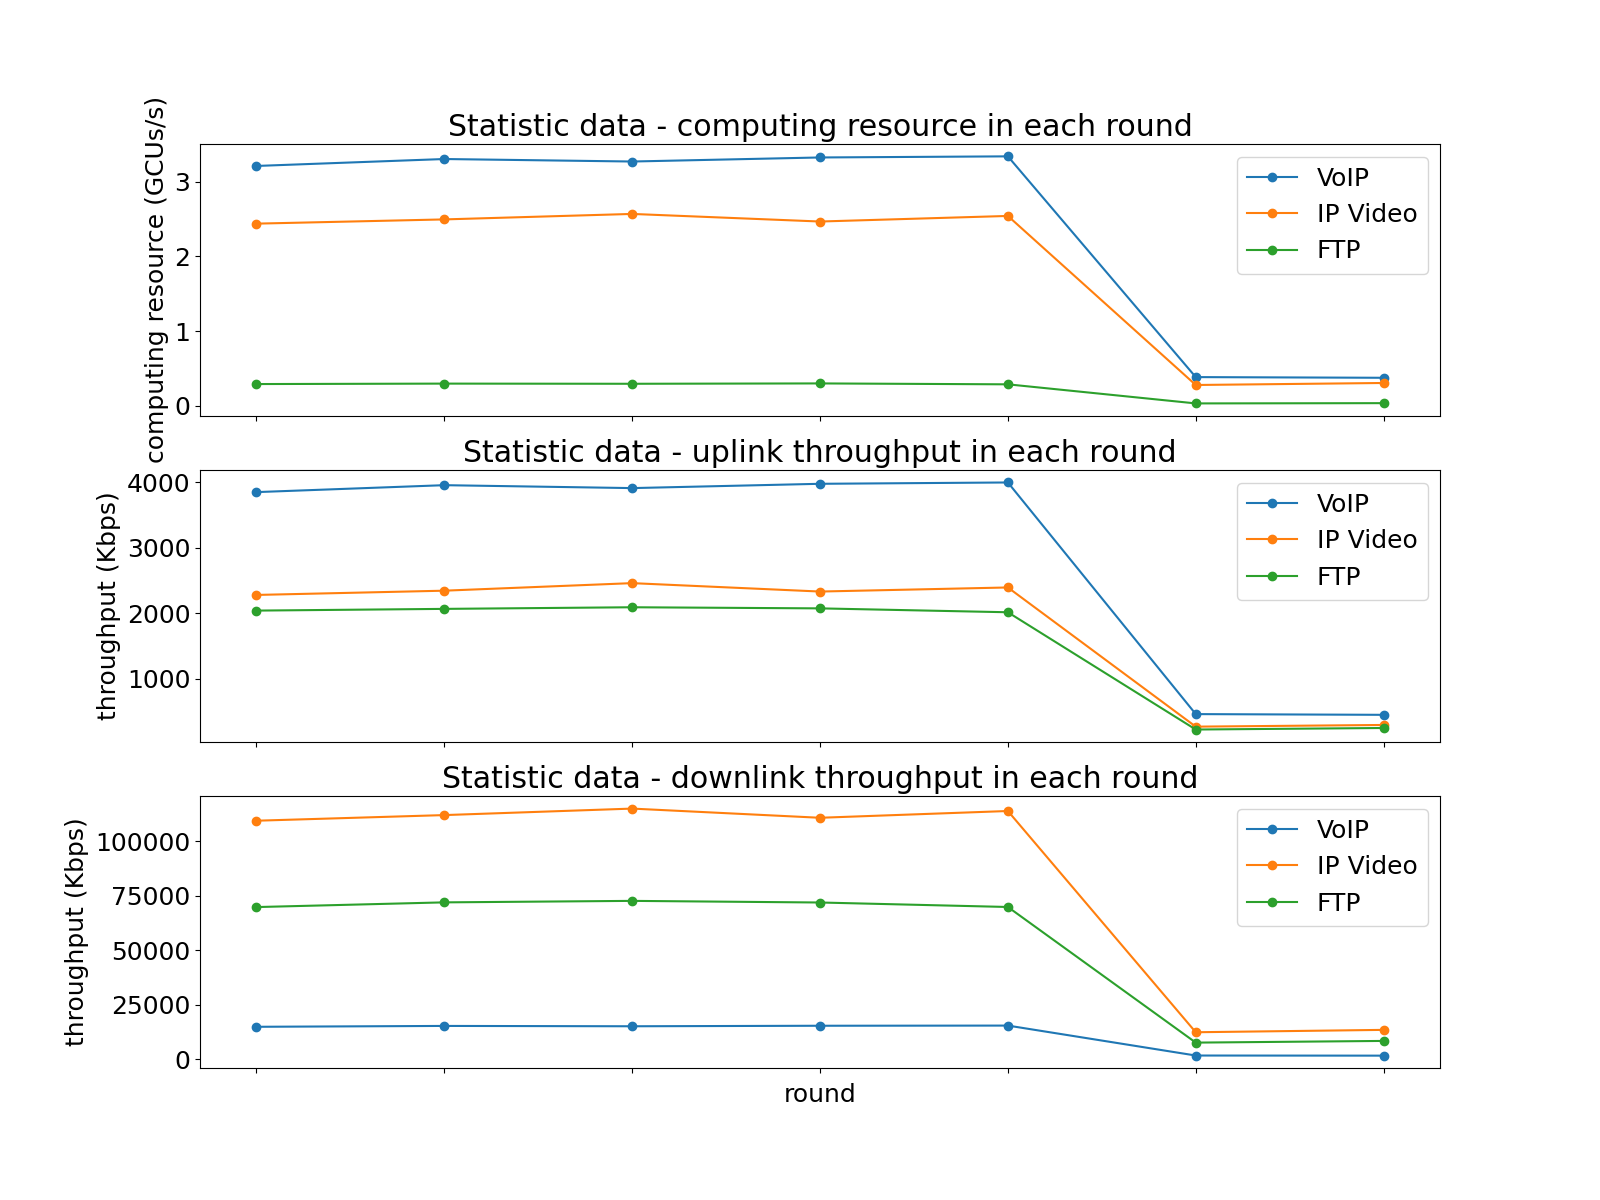 Statistic data - computing resource in each round
computing resource (GCUs/s)
3
2
1
0
VoIP
IP Video
FTP
Statistic data - uplink throughput in each round
throughput (Kbps)
4000
3000
2000
1000
VoIP
IP Video
FTP
Statistic data - downlink throughput in each round
throughput (Kbps)
100000
75000
50000
25000
0
VoIP
IP Video
FTP
round